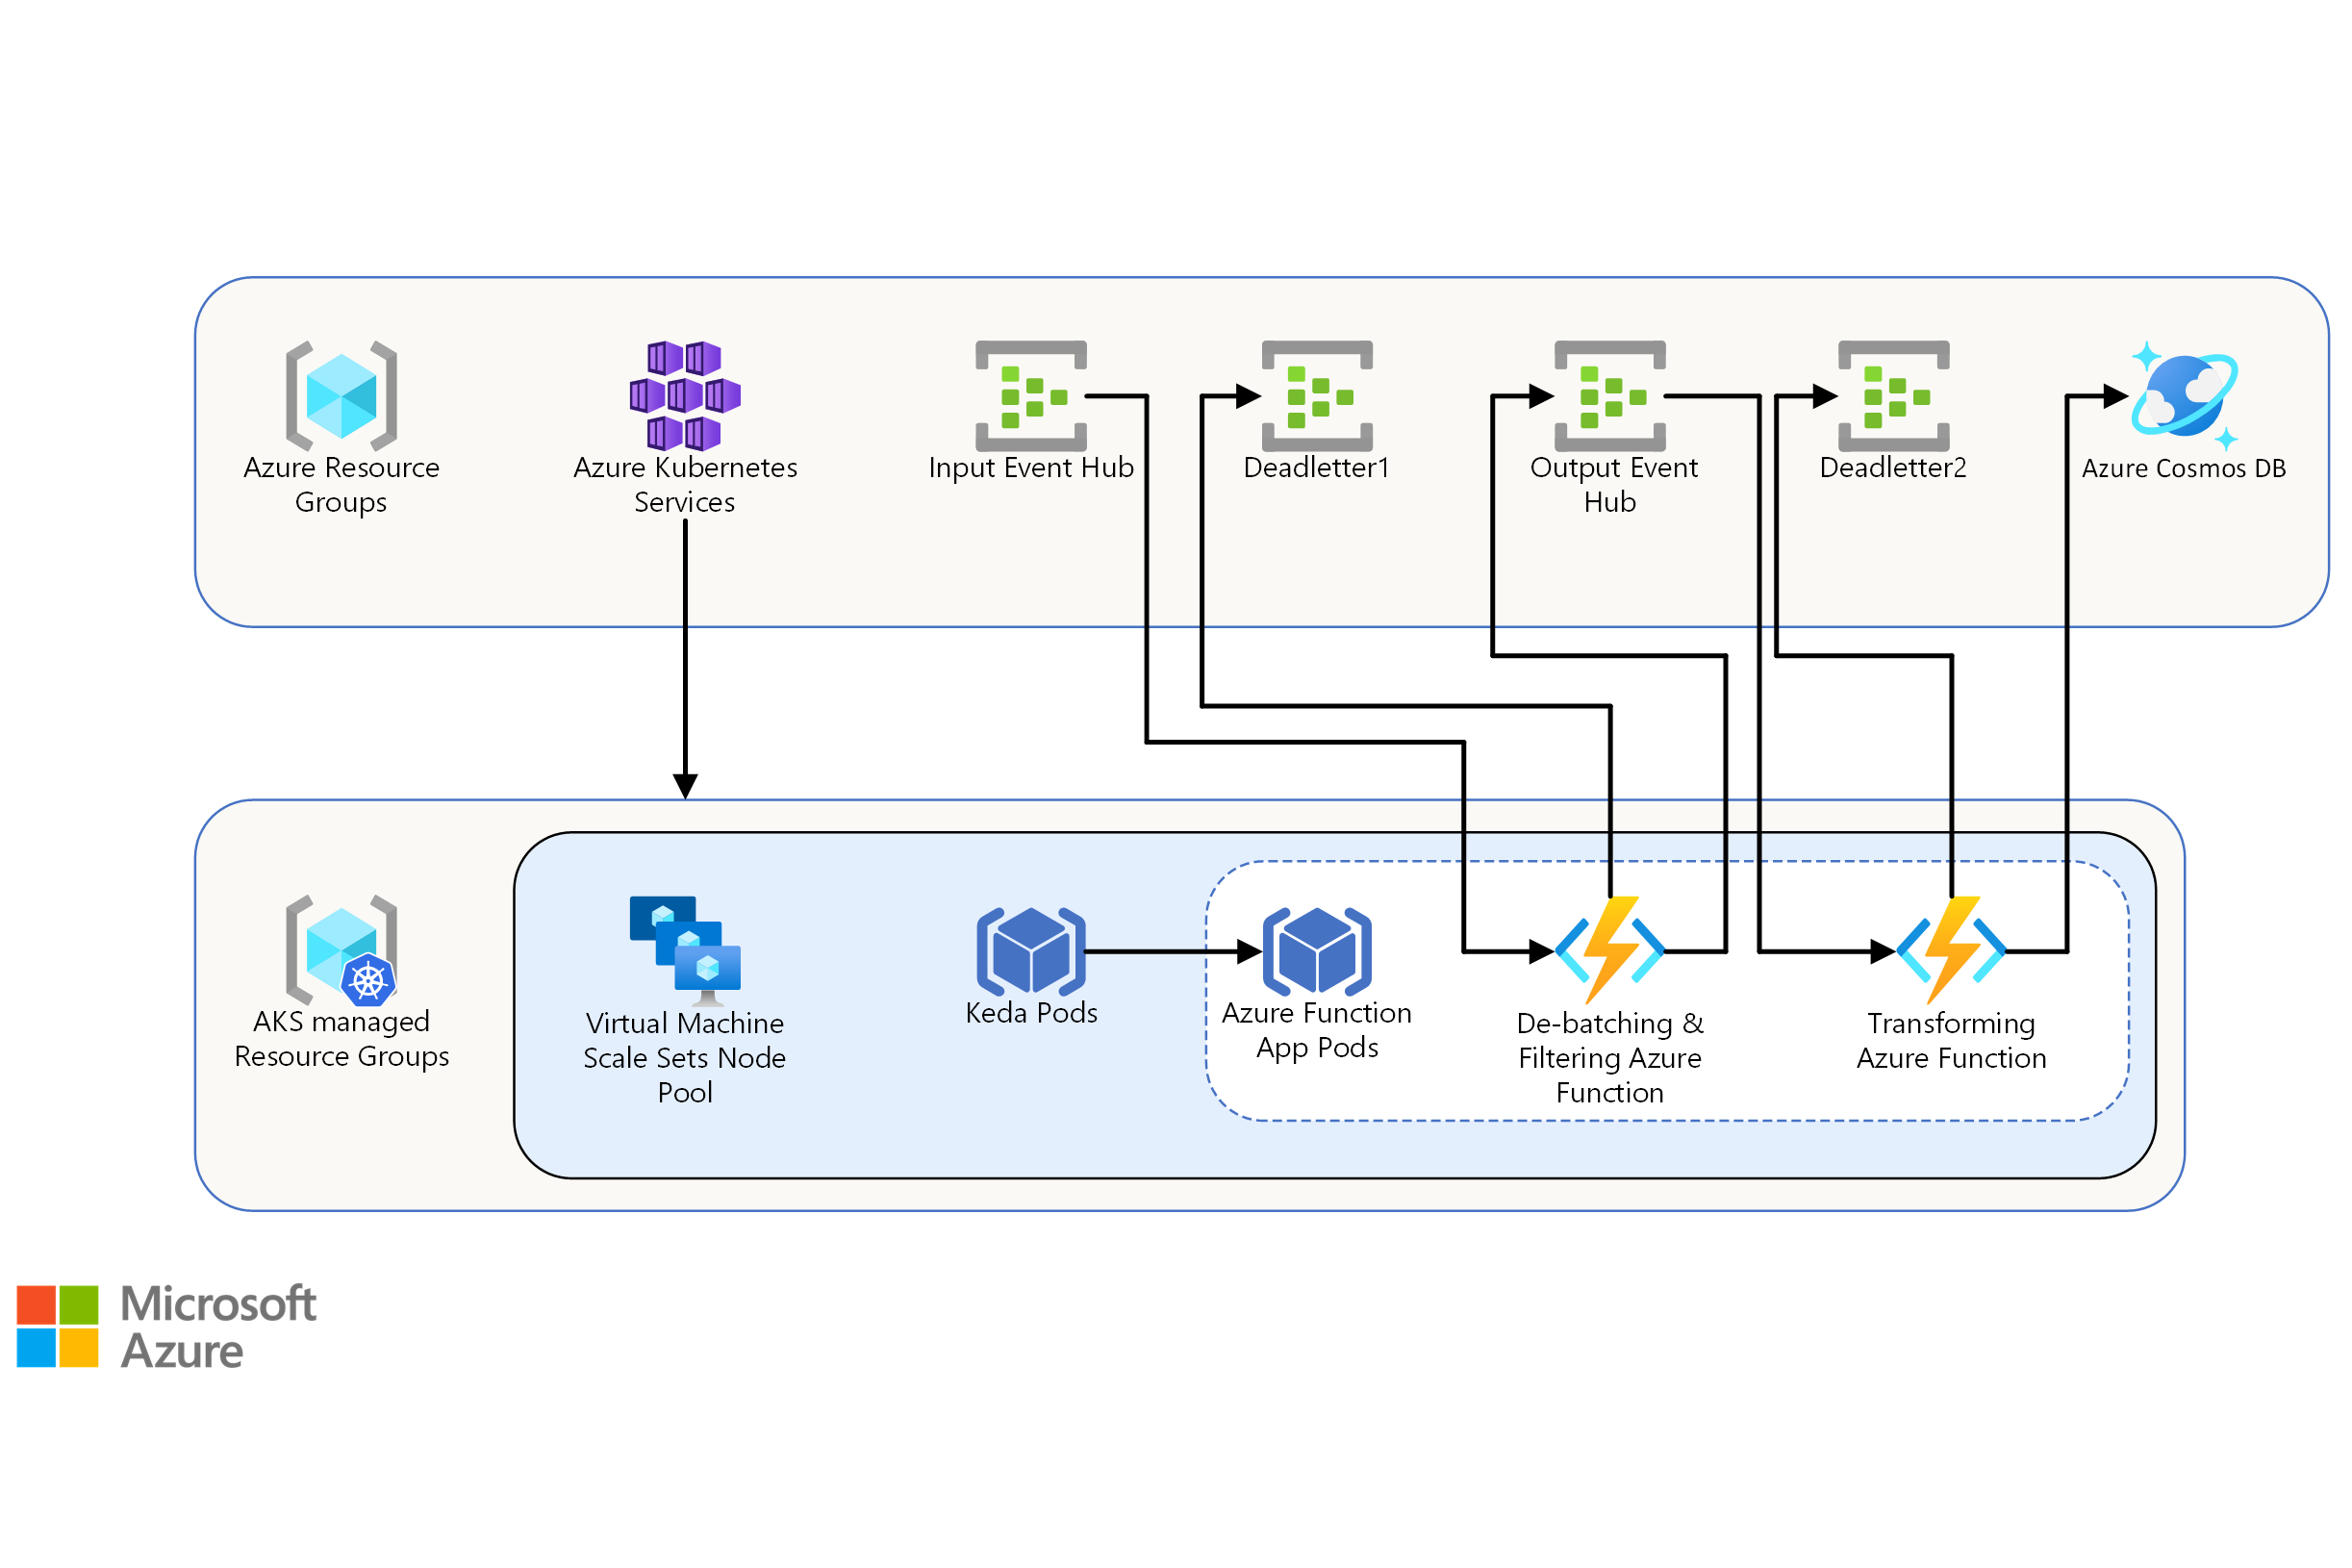 Azure Resource
Groups
Azure Kubernetes
Services
Input Event Hub
Deadletter1
Output Event
Hub
Deadletter2
Azure Cosmos DB
AKS managed
Resource Groups
Virtual Machine
Scale Sets Node
Pool
Keda Pods
Azure Function
App Pods
De-batching &
Filtering Azure
Function
Transforming
Azure Function
Microsoft
Azure